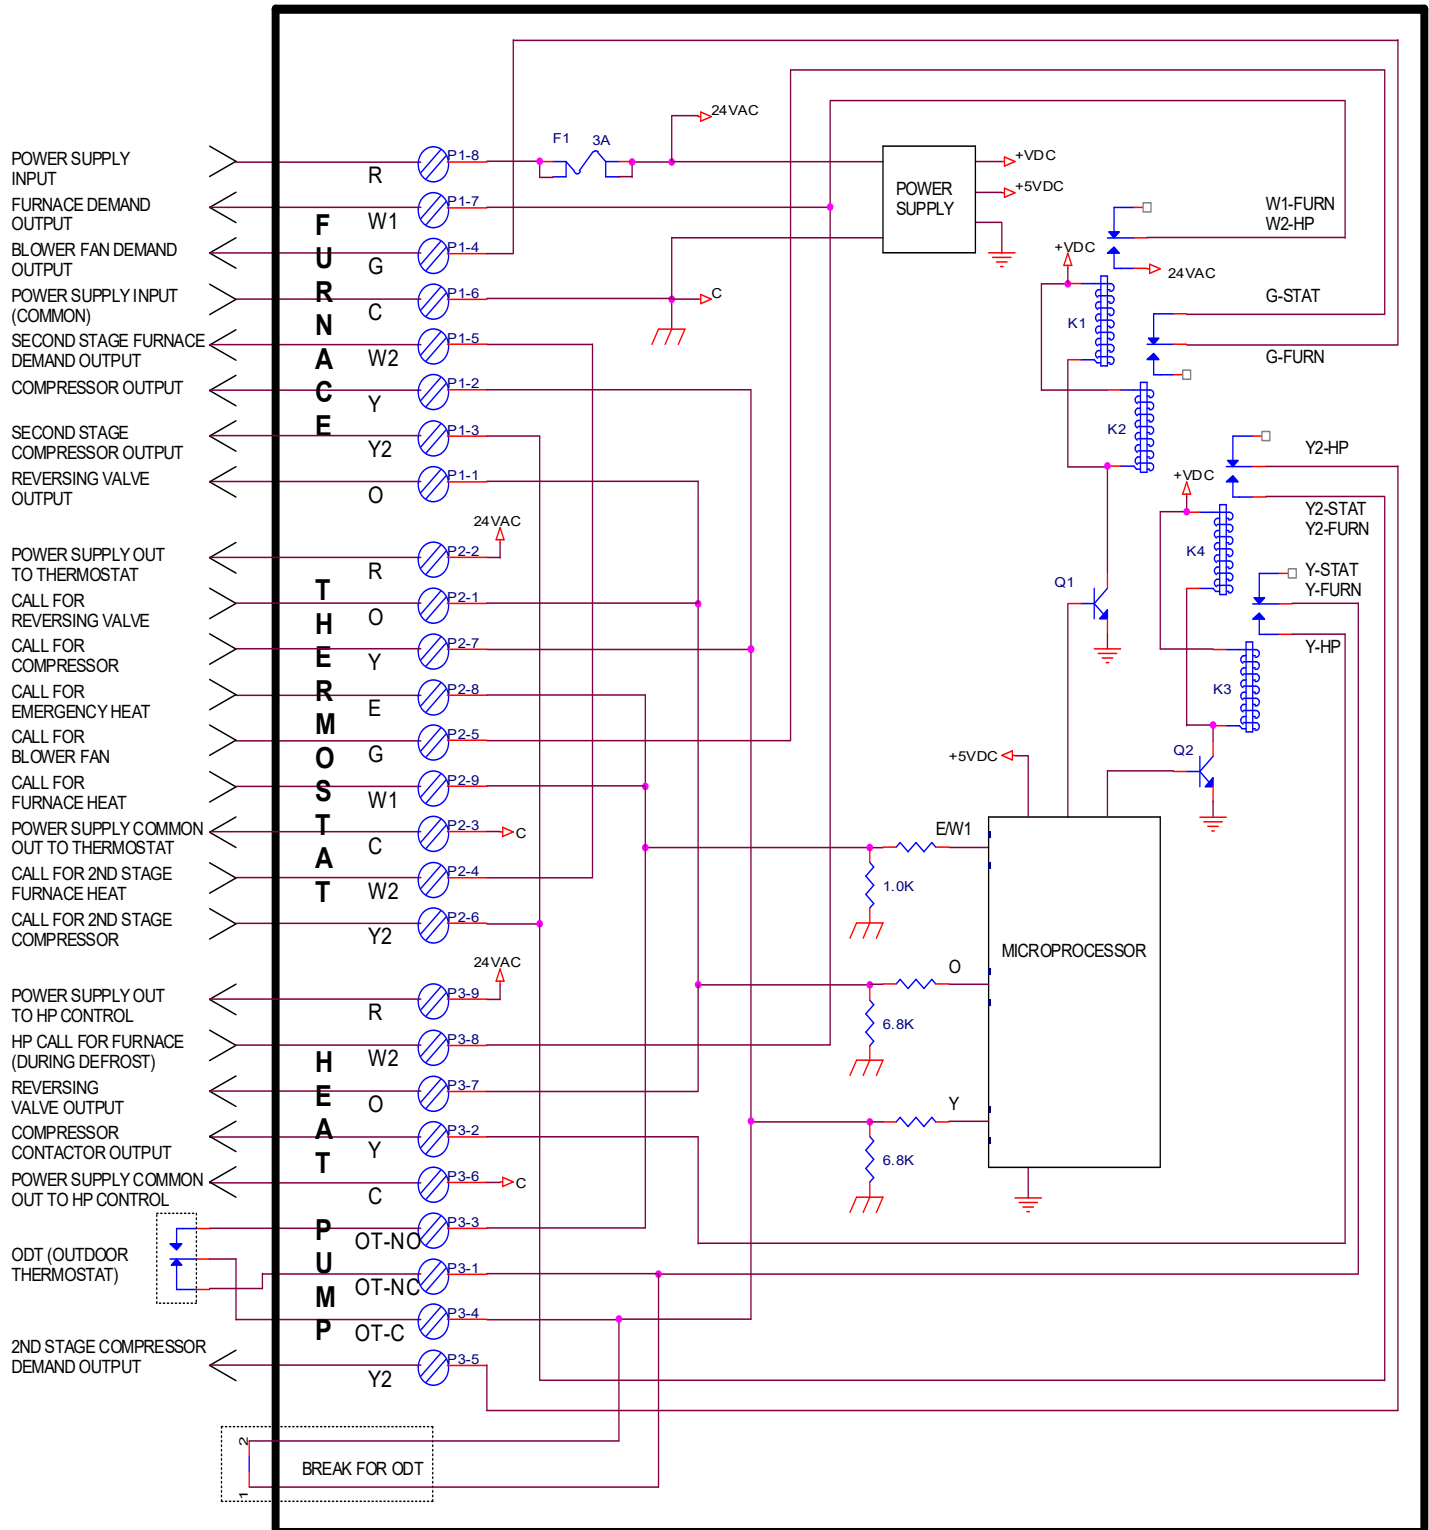 24VAC
F1 3A
POWER SUPPLY
INPUT
R
P1-8
+VDC
+5VDC
POWER
SUPPLY
FURNACE DEMAND
OUTPUT
W1
P1-7
W1-FURN
W2-HP
BLOWER FAN DEMAND
OUTPUT
G
P1-4
+VDC
24VAC
POWER SUPPLY INPUT
(COMMON)
C
P1-6
C
G-STAT
K1
SECOND STAGE FURNACE
DEMAND OUTPUT
W2
P1-5
G-FURN
COMPRESSOR OUTPUT
Y
P1-2
K2
SECOND STAGE
COMPRESSOR OUTPUT
Y2
P1-3
Y2-HP
REVERSING VALVE
OUTPUT
O
P1-1
+VDC
Y2-STAT
Y2-FURN
FURNACE
24VAC
K4
POWER SUPPLY OUT
TO THERMOSTAT
R
P2-2
Y-STAT
Y-FURN
Q1
CALL FOR
REVERSING VALVE
O
P2-1
Y-HP
CALL FOR
COMPRESSOR
Y
P2-7
K3
CALL FOR
EMERGENCY HEAT
E
P2-8
CALL FOR
BLOWER FAN
G
P2-5
+5VDC
Q2
CALL FOR
FURNACE HEAT
W1
P2-9
POWER SUPPLY COMMON
OUT TO THERMOSTAT
C
P2-3
C
E/W1
CALL FOR 2ND STAGE
FURNACE HEAT
W2
P2-4
1.0K
CALL FOR 2ND STAGE
COMPRESSOR
Y2
P2-6
THERMOSTAT
MICROPROCESSOR
24VAC
O
POWER SUPPLY OUT
TO HP CONTROL
R
P3-9
6.8K
HP CALL FOR FURNACE
(DURING DEFROST)
W2
P3-8
REVERSING
VALVE OUTPUT
O
P3-7
Y
COMPRESSOR
CONTACTOR OUTPUT
Y
P3-2
6.8K
POWER SUPPLY COMMON
OUT TO HP CONTROL
C
P3-6
C
OT-NO
P3-3
ODT (OUTDOOR
THERMOSTAT)
OT-NC
P3-1
OT-C
P3-4
2ND STAGE COMPRESSOR
DEMAND OUTPUT
Y2
P3-5
HEAT PUMP
2
BREAK FOR ODT
1